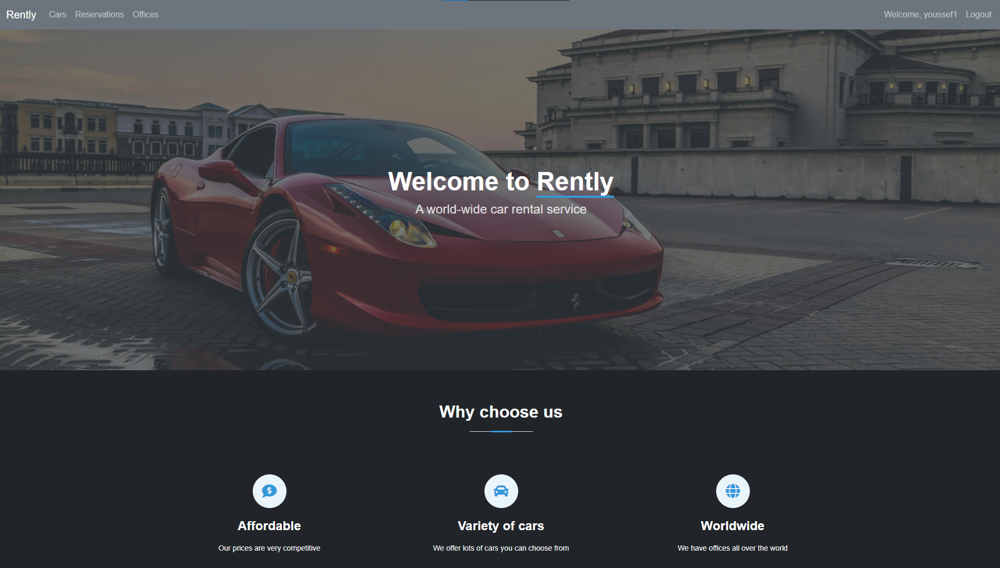 Rently Cars Reservations Offices Welcome, youssef1 Logout
Welcome to Rently
A world-wide car rental service
Why choose us
$
Affordable
Variety of cars
Worldwide
Our prices are very competitive
We offer lots of cars you can choose from
We have offices all over the world